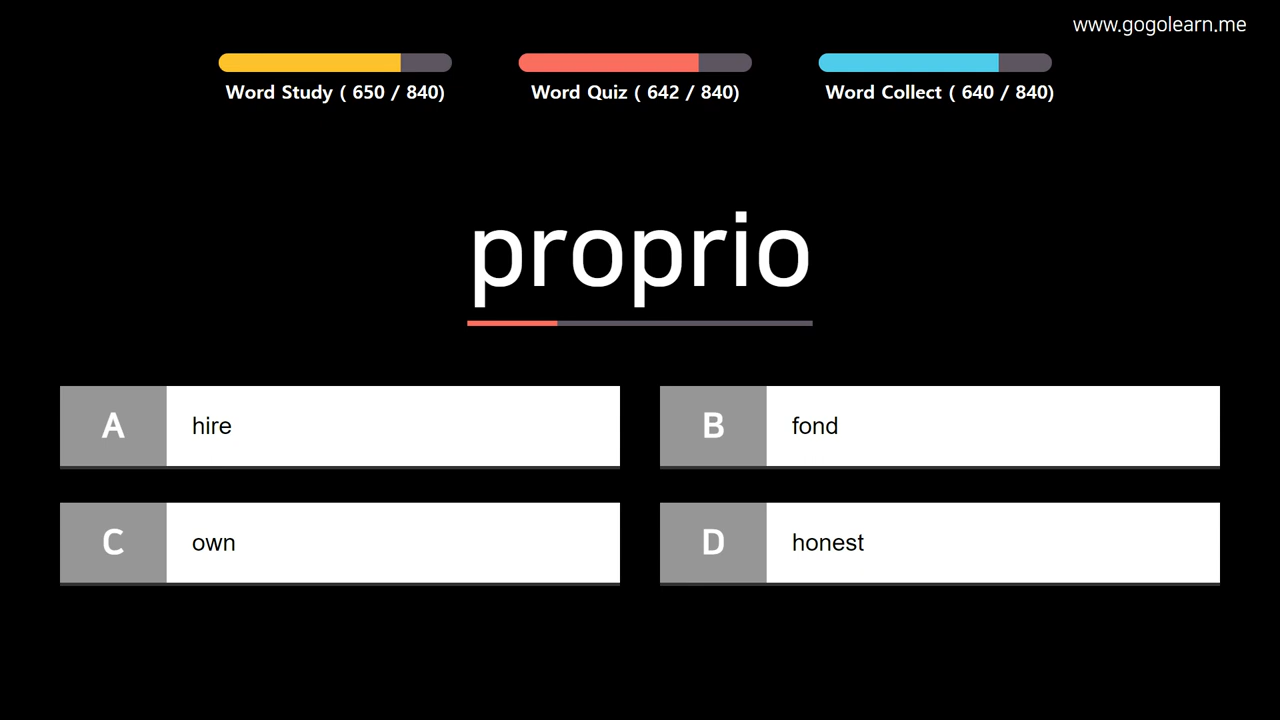 www.gogolearn.me
Word Study ( 650 / 840)
Word Quiz ( 642 / 840)
Word Collect ( 640 / 840)
proprio
A hire
B fond
C own
D honest